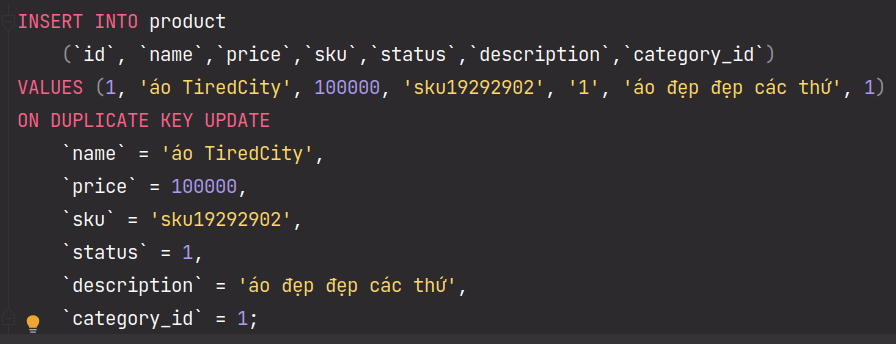 INSERT INTO product
(`id`, `name`,`price`,`sku`,`status`,`description`,`category_id`)
VALUES (1, 'áo TiredCity', 100000, 'sku19292902', '1', 'áo đẹp đẹp các thứ', 1)
ON DUPLICATE KEY UPDATE
`name` = 'áo TiredCity',
`price` = 100000,
`sku` = 'sku19292902',
`status` = 1,
`description` = 'áo đẹp đẹp các thứ',
`category_id` = 1;